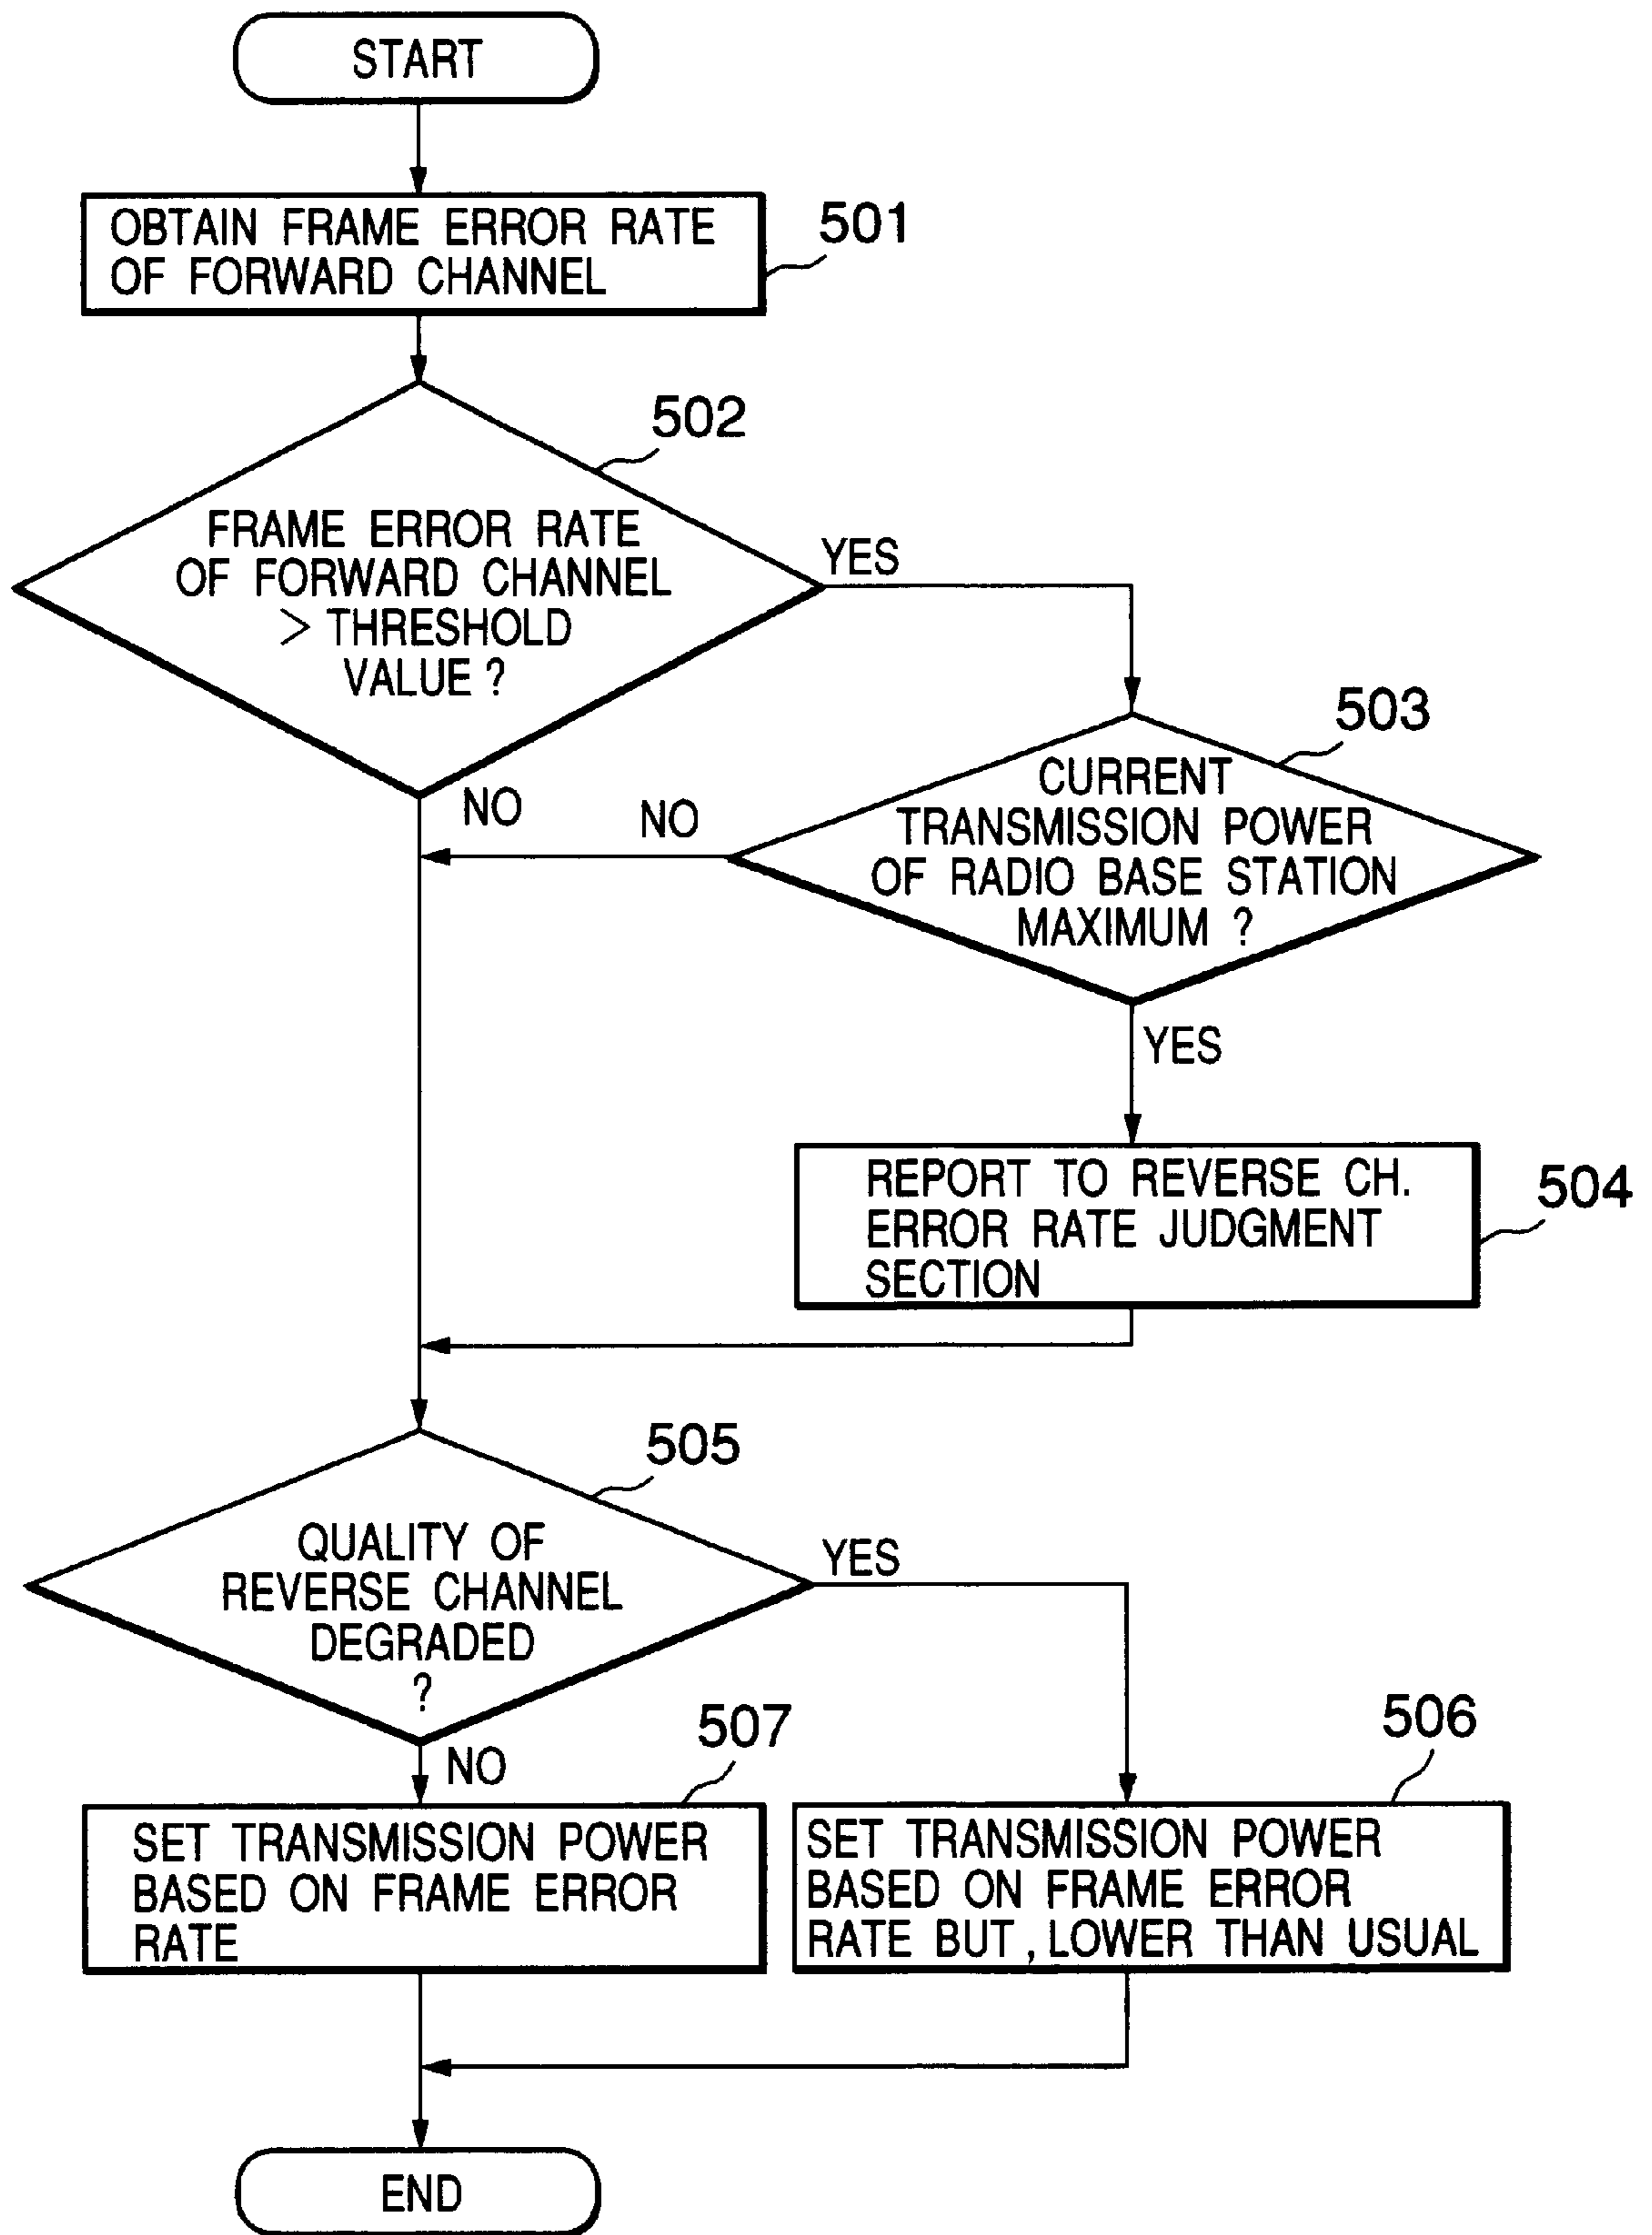 START
OBTAIN FRAME ERROR RATE
OF FORWARD CHANNEL
501
502
FRAME ERROR RATE
OF FORWARD CHANNEL
> THRESHOLD
VALUE ?
YES
NO
503
CURRENT
TRANSMISSION POWER
OF RADIO BASE STATION
MAXIMUM ?
NO
YES
REPORT TO REVERSE CH.
ERROR RATE JUDGMENT
SECTION
504
505
QUALITY OF
REVERSE CHANNEL
DEGRADED
?
YES
NO
507
SET TRANSMISSION POWER
BASED ON FRAME ERROR
RATE
506
SET TRANSMISSION POWER
BASED ON FRAME ERROR
RATE BUT , LOWER THAN USUAL
END